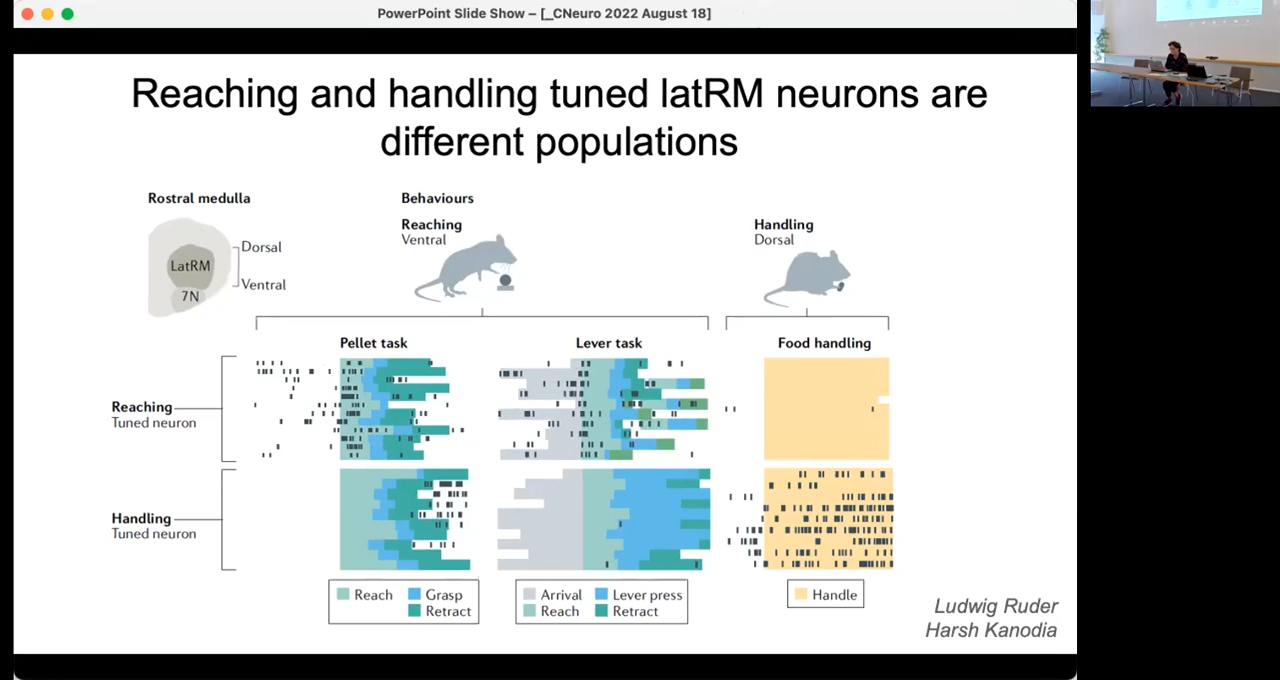 PowerPoint Slide Show – [_CNeuro 2022 August 18]
Reaching and handling tuned latRM neurons are
different populations
Rostral medulla
Behaviours
Reaching
Ventral
Handling
Dorsal
Dorsal
LatRM
Ventral
7N
Pellet task
Lever task
Food handling
Reaching
Tuned neuron
Handling
Tuned neuron
Reach
Grasp
Retract
Arrival
Lever press
Reach
Retract
Handle
Ludwig Ruder
Harsh Kanodia